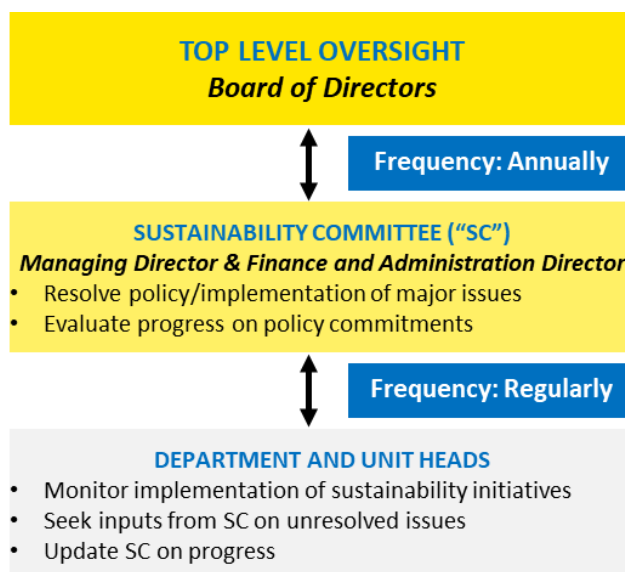 TOP LEVEL OVERSIGHT
Board of Directors
Frequency: Annually
SUSTAINABILITY COMMITTEE (“SC”)
Managing Director & Finance and Administration Director
• Resolve policy/implementation of major issues
• Evaluate progress on policy commitments
Frequency: Regularly
DEPARTMENT AND UNIT HEADS
• Monitor implementation of sustainability initiatives
• Seek inputs from SC on unresolved issues
• Update SC on progress